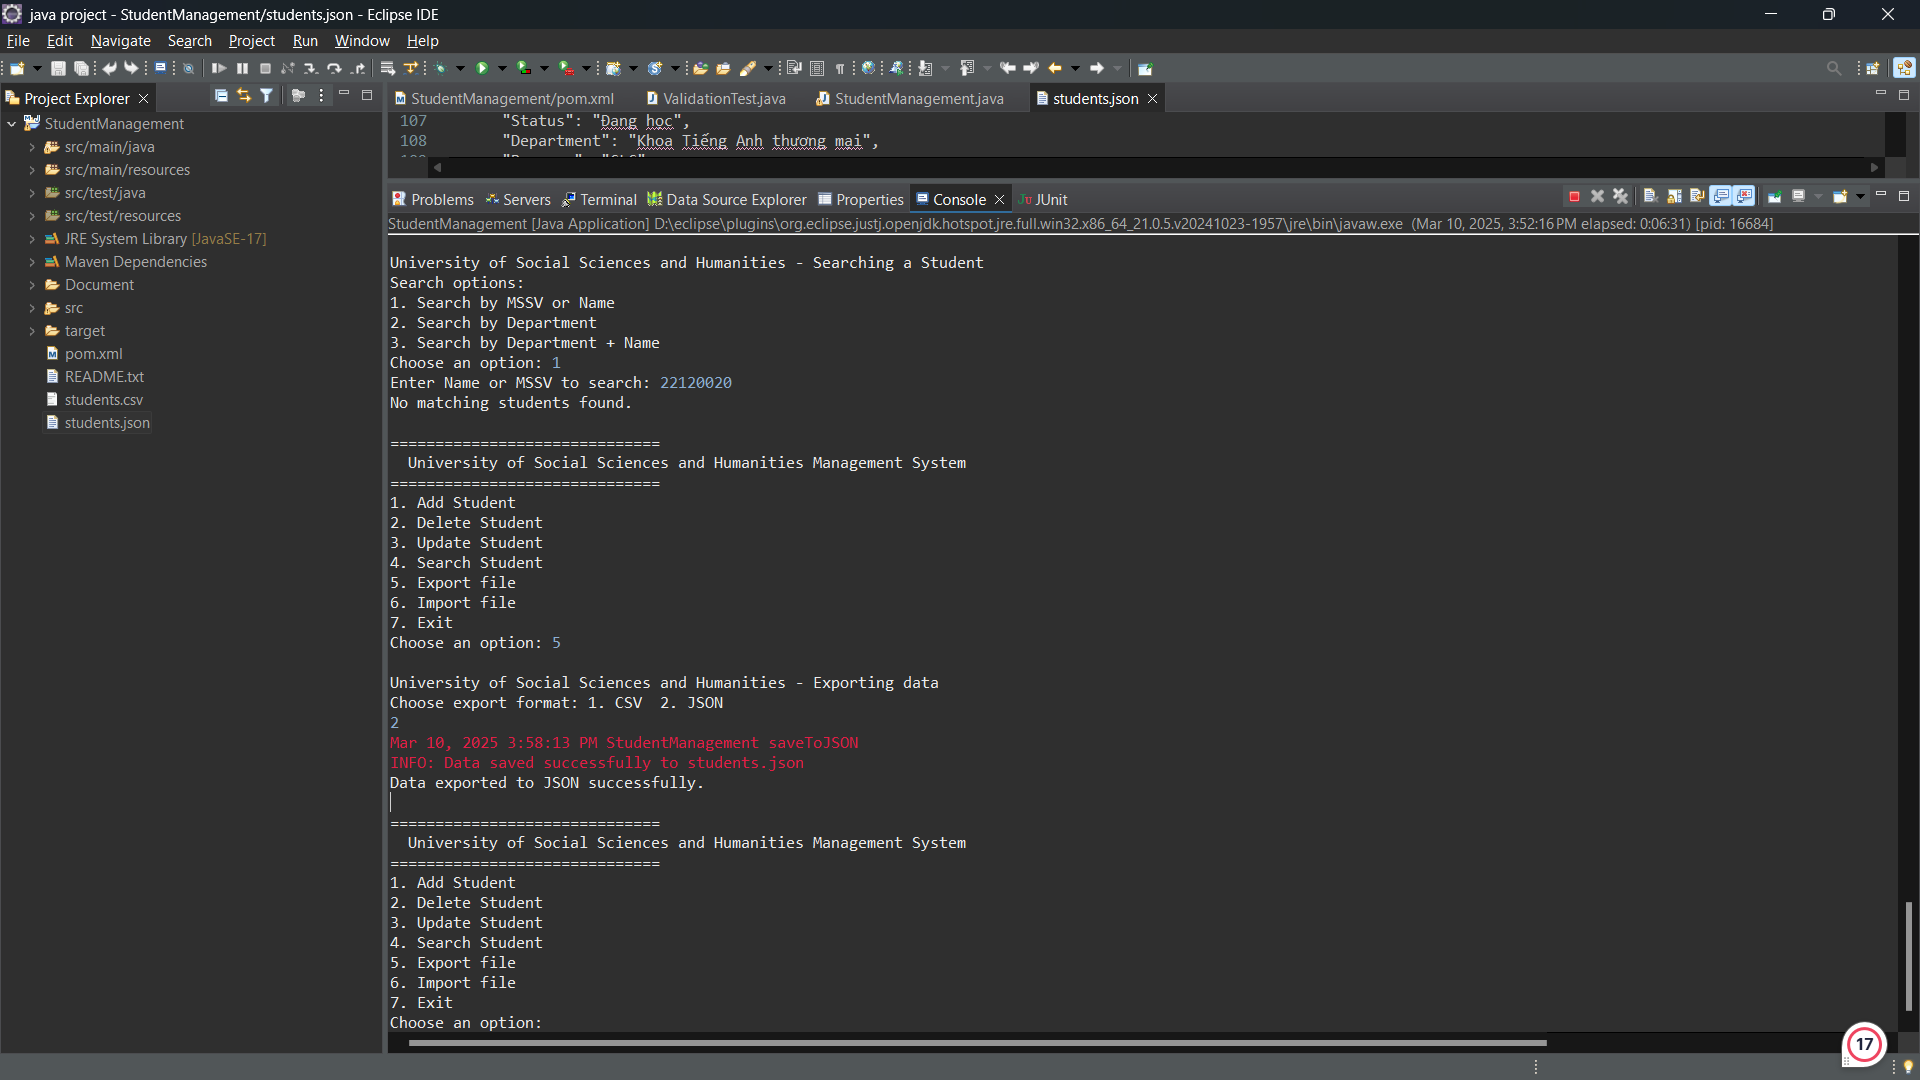 java project - StudentManagement/students.json - Eclipse IDE
File Edit Navigate Search Project Run Window Help
Project Explorer
StudentManagement
src/main/java
src/main/resources
src/test/java
src/test/resources
JRE System Library [JavaSE-17]
Maven Dependencies
Document
src
target
pom.xml
README.txt
students.csv
students.json
StudentManagement/pom.xml ValidationTest.java StudentManagement.java students.json
107 "Status": "Đang học",
108 "Department": "Khoa Tiếng Anh thương mại",
Problems Servers Terminal Data Source Explorer Properties Console JUnit
StudentManagement [Java Application] D:\eclipse\plugins\org.eclipse.justj.openjdk.hotspot.jre.full.win32.x86_64_21.0.5.v20241023-1957\jre\bin\javaw.exe (Mar 10, 2025, 3:52:16 PM elapsed: 0:06:31) [pid: 16684]
University of Social Sciences and Humanities - Searching a Student
Search options:
1. Search by MSSV or Name
2. Search by Department
3. Search by Department + Name
Choose an option: 1
Enter Name or MSSV to search: 22120020
No matching students found.
==============================
University of Social Sciences and Humanities Management System
==============================
1. Add Student
2. Delete Student
3. Update Student
4. Search Student
5. Export file
6. Import file
7. Exit
Choose an option: 5
University of Social Sciences and Humanities - Exporting data
Choose export format: 1. CSV 2. JSON
2
Mar 10, 2025 3:58:13 PM StudentManagement saveToJSON
INFO: Data saved successfully to students.json
Data exported to JSON successfully.
==============================
University of Social Sciences and Humanities Management System
==============================
1. Add Student
2. Delete Student
3. Update Student
4. Search Student
5. Export file
6. Import file
7. Exit
Choose an option:
17